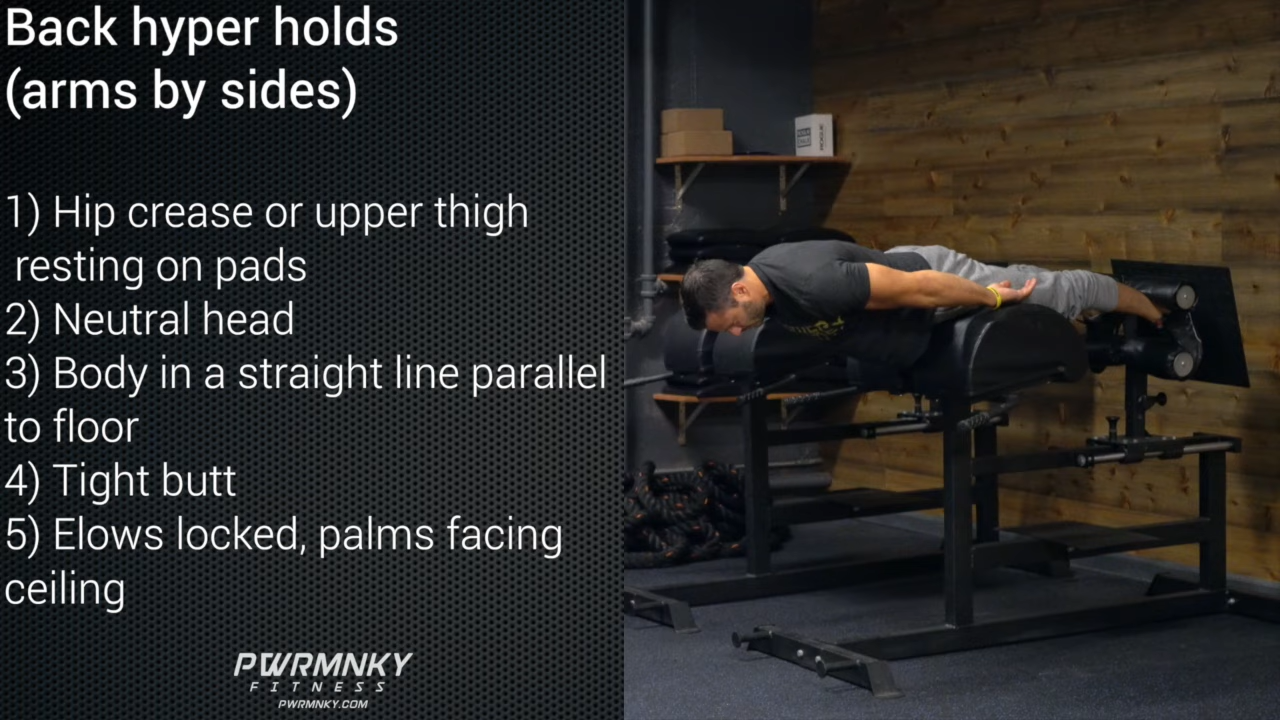 Back hyper holds
(arms by sides)
1) Hip crease or upper thigh
resting on pads
2) Neutral head
3) Body in a straight line parallel
to floor
4) Tight butt
5) Elows locked, palms facing
ceiling
PWRMNKY
FITNESS
PWRMNKY.COM
ROGUE